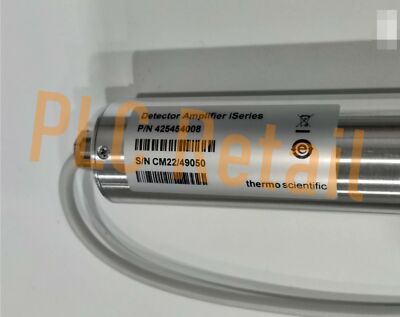 Detector Amplifier iSeries
P/N 425454008
S/N CM22/49050
thermo scientific
PLC Retail